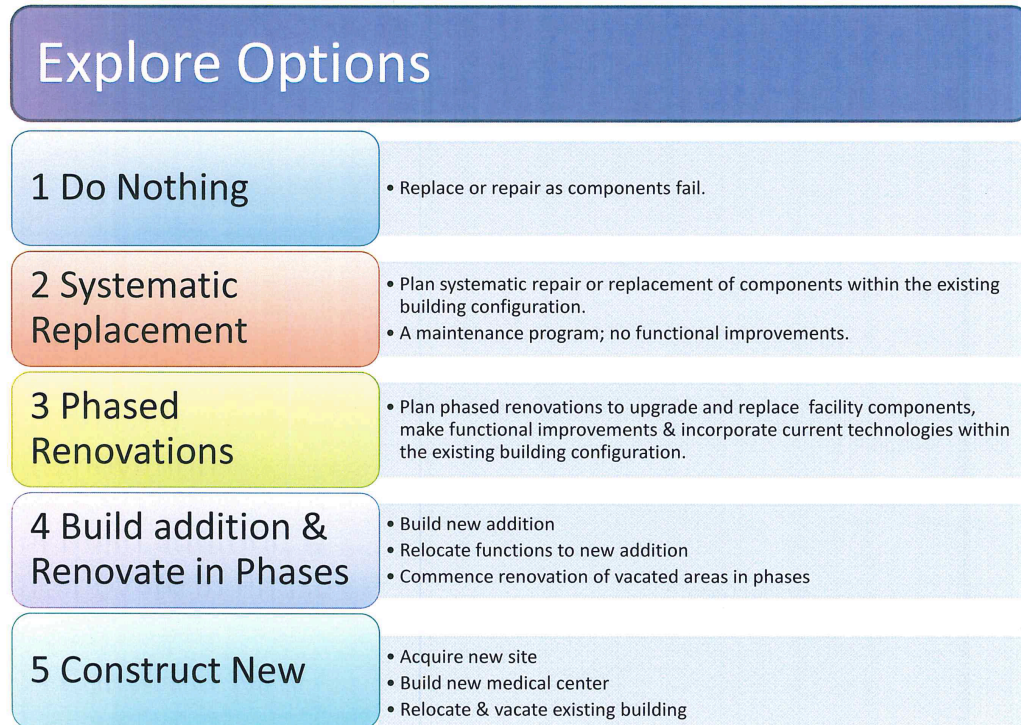 Explore Options
1 Do Nothing
• Replace or repair as components fail.
2 Systematic
Replacement
• Plan systematic repair or replacement of components within the existing
building configuration.
• A maintenance program; no functional improvements.
3 Phased
Renovations
• Plan phased renovations to upgrade and replace facility components,
make functional improvements & incorporate current technologies within
the existing building configuration.
4 Build addition &
Renovate in Phases
• Build new addition
• Relocate functions to new addition
• Commence renovation of vacated areas in phases
5 Construct New
• Acquire new site
• Build new medical center
• Relocate & vacate existing building